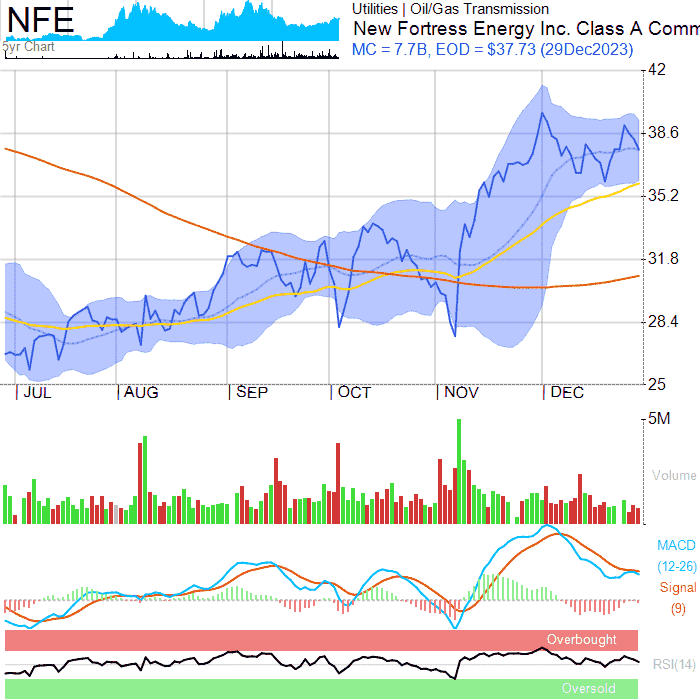 NFE
5yr Chart
Utilities | Oil/Gas Transmission
New Fortress Energy Inc. Class A Comm
MC = 7.7B, EOD = $37.73 (29Dec2023)
42
38.6
35.2
31.8
28.4
25
JUL AUG SEP OCT NOV DEC
5M
Volume
MACD
(12-26)
Signal
(9)
Overbought
RSI(14)
Oversold